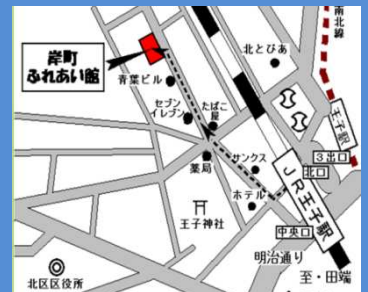 南北線
岸町
ふれあい館
北とぴあ
青葉ビル
セブン
イレブン
たばこ
屋
王子駅
3出口
サンクス
北口
薬局
JR王子駅
ホテル
王子神社
中央口
明治通り
北区区役所
至・田端